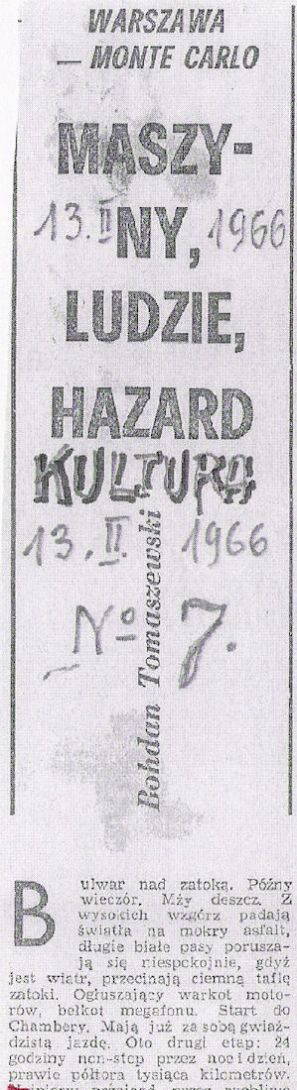 WARSZAWA
— MONTE CARLO
MASZY-
13. II 1966
NY,
LUDZIE,
HAZARD
KULTURA
13. II. 1966
Nº 7.
Bohdan Tomaszewski
Bulwar nad zatoką. Późny
wieczór. Mży deszcz. Z
wysokich wzgórz padają
światła na mokry asfalt,
długie białe pasy porusza-
ją się niespokojnie, gdyż
jest wiatr, przecinają ciemną taflę
zatoki. Ogłuszający warkot moto-
rów, bełkot megafonu. Start do
Chambery. Mają już za sobą gwiaź-
dzistą jazdę. Oto drugi etap: 24
godziny non-stop przez noc i dzień,
prawie półtora tysiąca kilometrów.